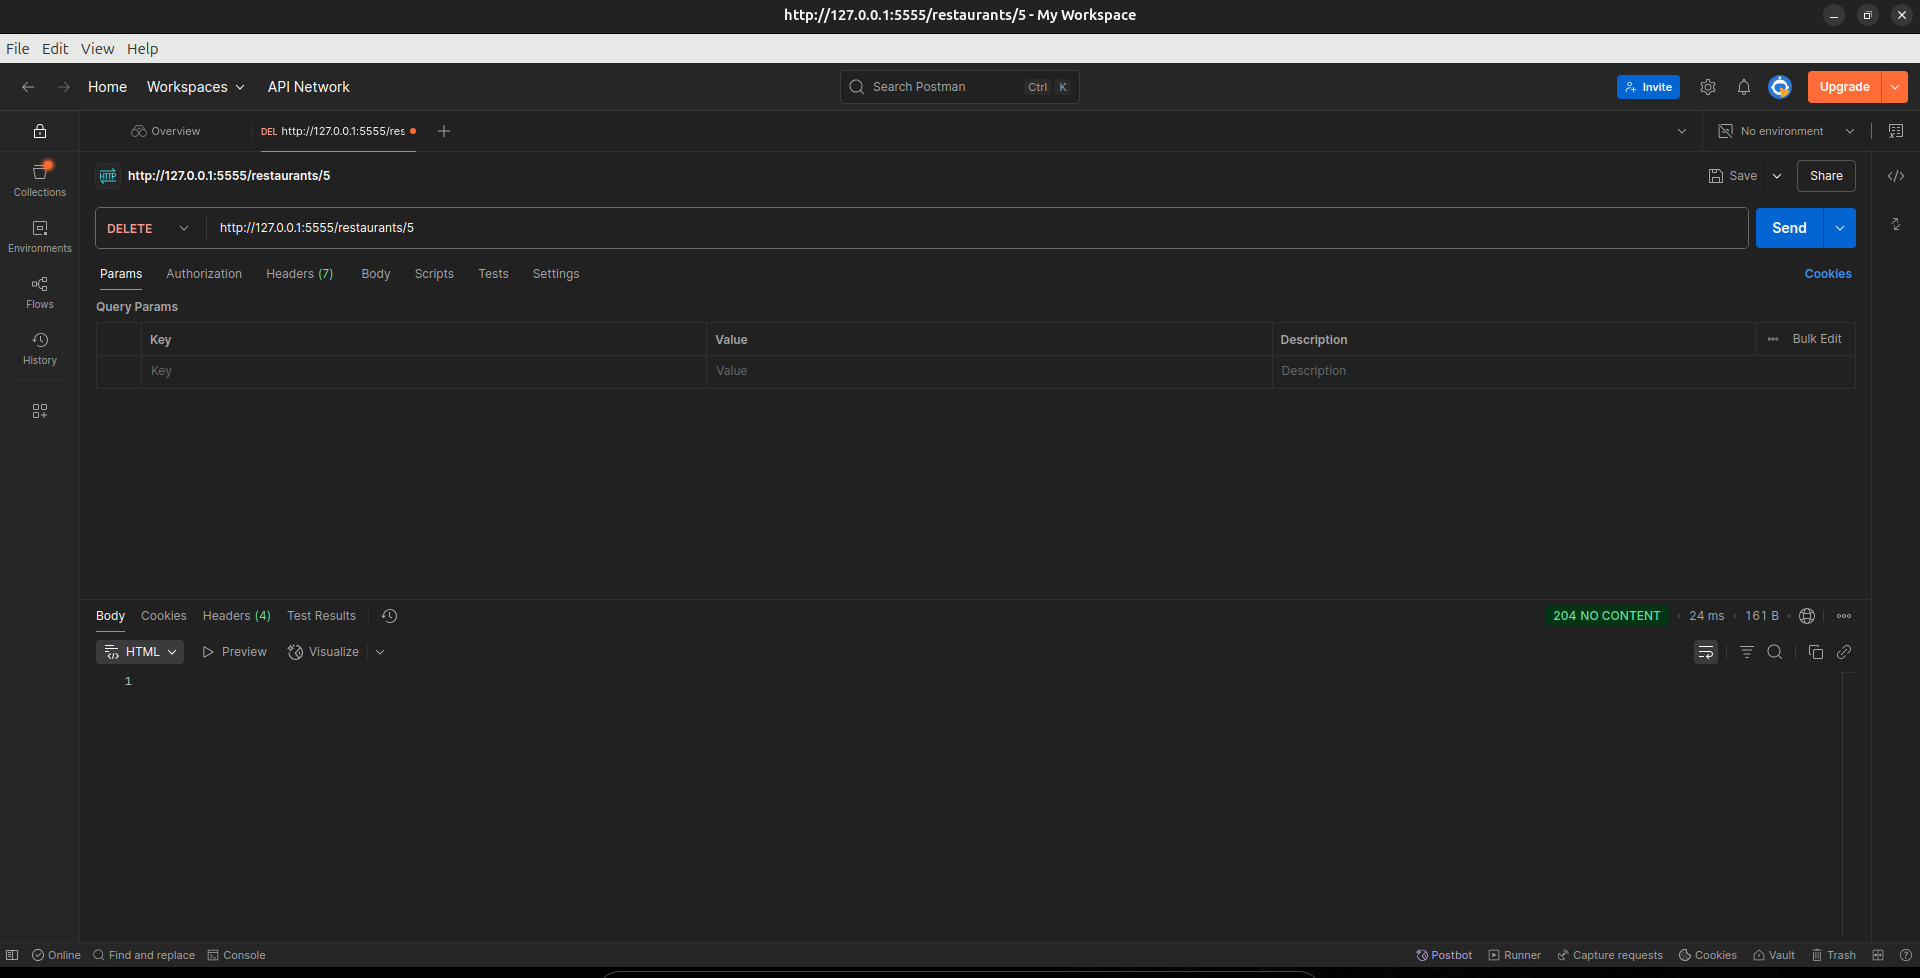 http://127.0.0.1:5555/restaurants/5 - My Workspace
File Edit View Help
Home Workspaces API Network Search Postman Ctrl K Invite Upgrade
Overview DEL http://127.0.0.1:5555/res No environment
HTTP http://127.0.0.1:5555/restaurants/5 Save Share
Collections
DELETE http://127.0.0.1:5555/restaurants/5 Send
Environments
Params Authorization Headers (7) Body Scripts Tests Settings Cookies
Flows
Query Params
Key Value Description Bulk Edit
History
Key Value Description
Body Cookies Headers (4) Test Results 204 NO CONTENT 24 ms 161 B
HTML Preview Visualize
1
Online Find and replace Console Postbot Runner Capture requests Cookies Vault Trash